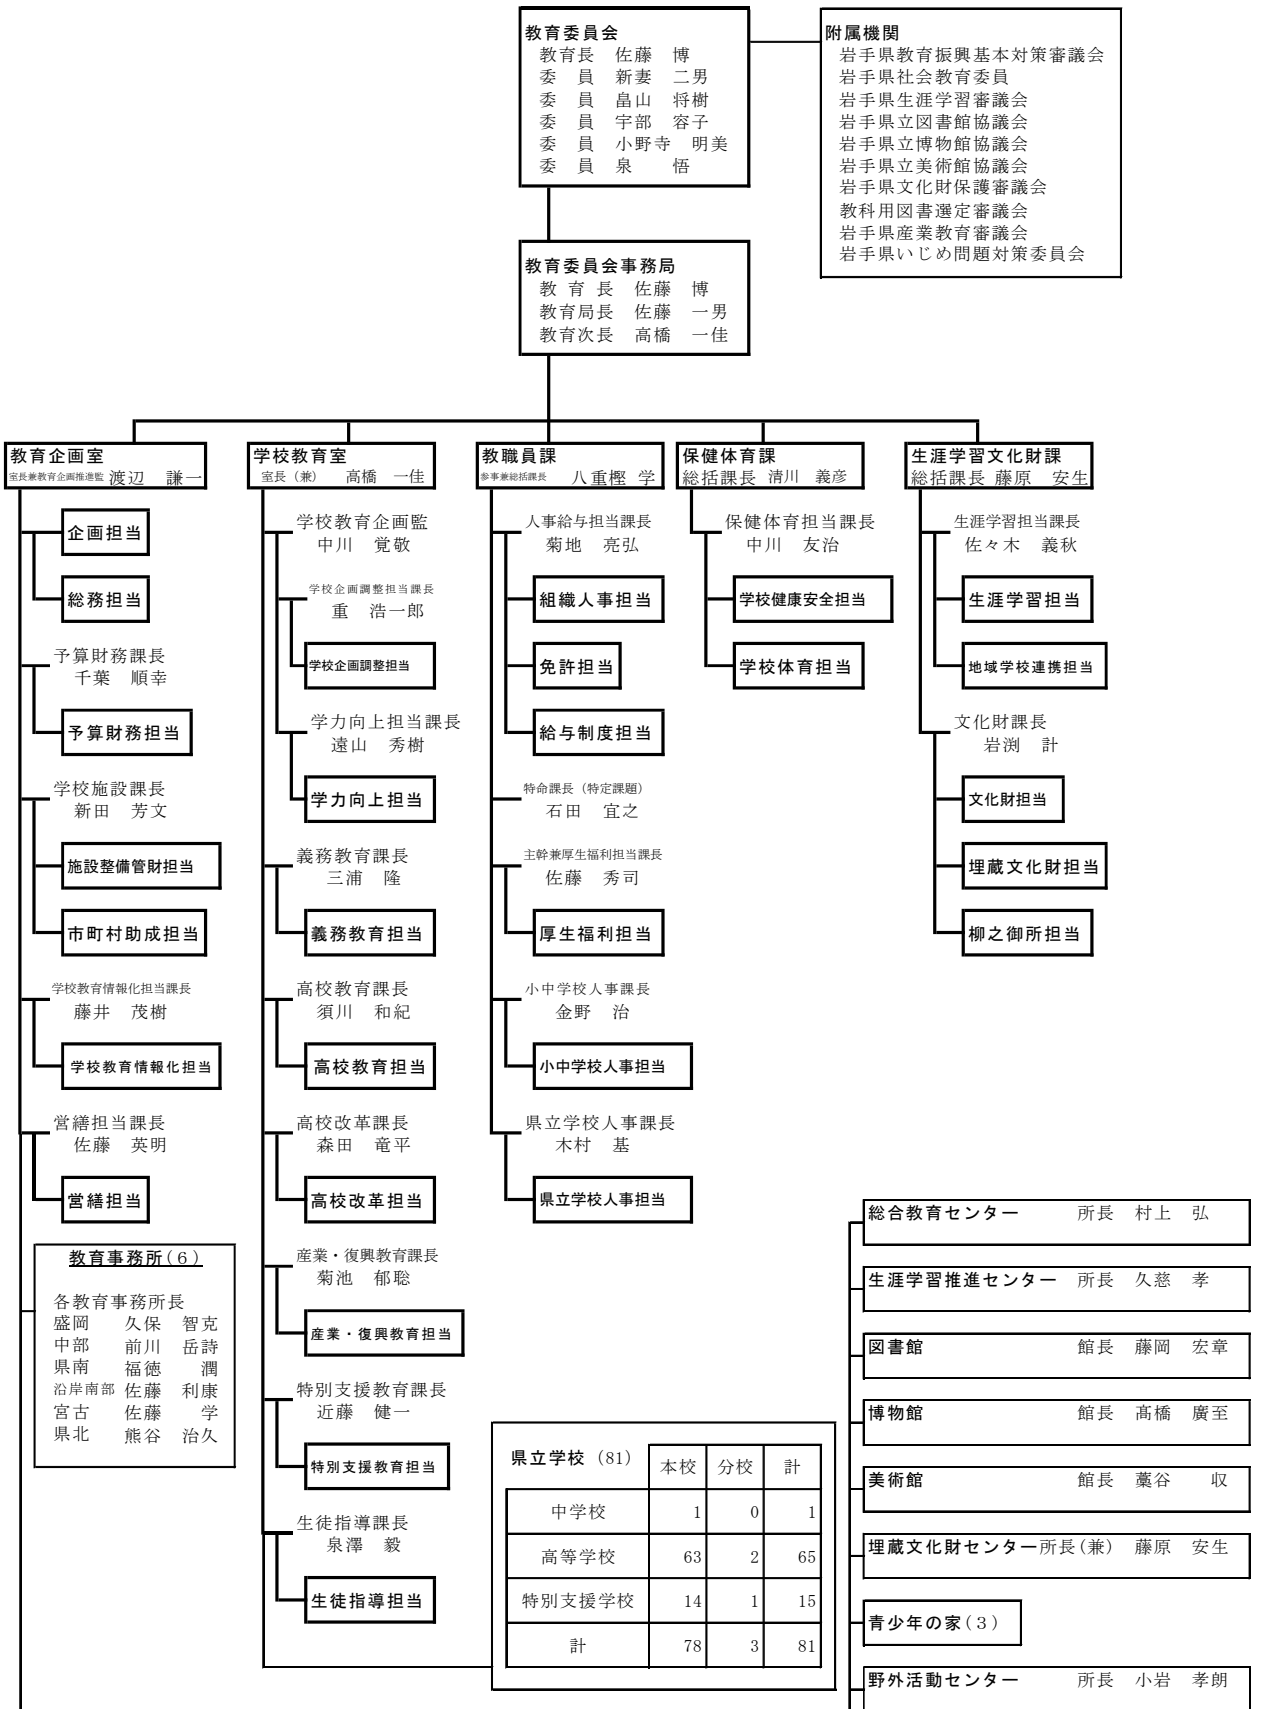 教育委員会
教育長　佐藤　博
委　員　新妻　二男
委　員　畠山　将樹
委　員　宇部　容子
委　員　小野寺　明美
委　員　泉　　悟
附属機関
岩手県教育振興基本対策審議会
岩手県社会教育委員
岩手県生涯学習審議会
岩手県立図書館協議会
岩手県立博物館協議会
岩手県立美術館協議会
岩手県文化財保護審議会
教科用図書選定審議会
岩手県産業教育審議会
岩手県いじめ問題対策委員会
教育委員会事務局
教 育 長　佐藤　博
教育局長　佐藤　一男
教育次長　高橋　一佳
教育企画室
室長兼教育企画推進監 渡辺　謙一
企画担当
総務担当
予算財務課長
千葉　順幸
予算財務担当
学校施設課長
新田　芳文
施設整備管財担当
市町村助成担当
学校教育情報化担当課長
藤井　茂樹
学校教育情報化担当
営繕担当課長
佐藤　英明
営繕担当
教育事務所(６)
各教育事務所長
盛岡　久保　智克
中部　前川　岳詩
県南　福徳　　潤
沿岸南部　佐藤　利康
宮古　佐藤　　学
県北　熊谷　治久
学校教育室
室長（兼）　高橋　一佳
学校教育企画監
中川　覚敬
学校企画調整担当課長
重　浩一郎
学校企画調整担当
学力向上担当課長
遠山　秀樹
学力向上担当
義務教育課長
三浦　隆
義務教育担当
高校教育課長
須川　和紀
高校教育担当
高校改革課長
森田　竜平
高校改革担当
産業・復興教育課長
菊池　郁聡
産業・復興教育担当
特別支援教育課長
近藤　健一
特別支援教育担当
生徒指導課長
泉澤　毅
生徒指導担当
教職員課
参事兼総括課長　八重樫　学
人事給与担当課長
菊地　亮弘
組織人事担当
免許担当
給与制度担当
特命課長（特定課題）
石田　宜之
主幹兼厚生福利担当課長
佐藤　秀司
厚生福利担当
小中学校人事課長
金野　治
小中学校人事担当
県立学校人事課長
木村　基
県立学校人事担当
保健体育課
総括課長　清川　義彦
保健体育担当課長
中川　友治
学校健康安全担当
学校体育担当
生涯学習文化財課
総括課長　藤原　安生
生涯学習担当課長
佐々木　義秋
生涯学習担当
地域学校連携担当
文化財課長
岩渕　計
文化財担当
埋蔵文化財担当
柳之御所担当
県立学校（81）　本校　分校　計
中学校　1　0　1
高等学校　63　2　65
特別支援学校　14　1　15
計　78　3　81
総合教育センター　所長　村上　弘
生涯学習推進センター　所長　久慈　孝
図書館　館長　藤岡　宏章
博物館　館長　髙橋　廣至
美術館　館長　藁谷　収
埋蔵文化財センター所長(兼)　藤原　安生
青少年の家(３)
野外活動センター　所長　小岩　孝朗